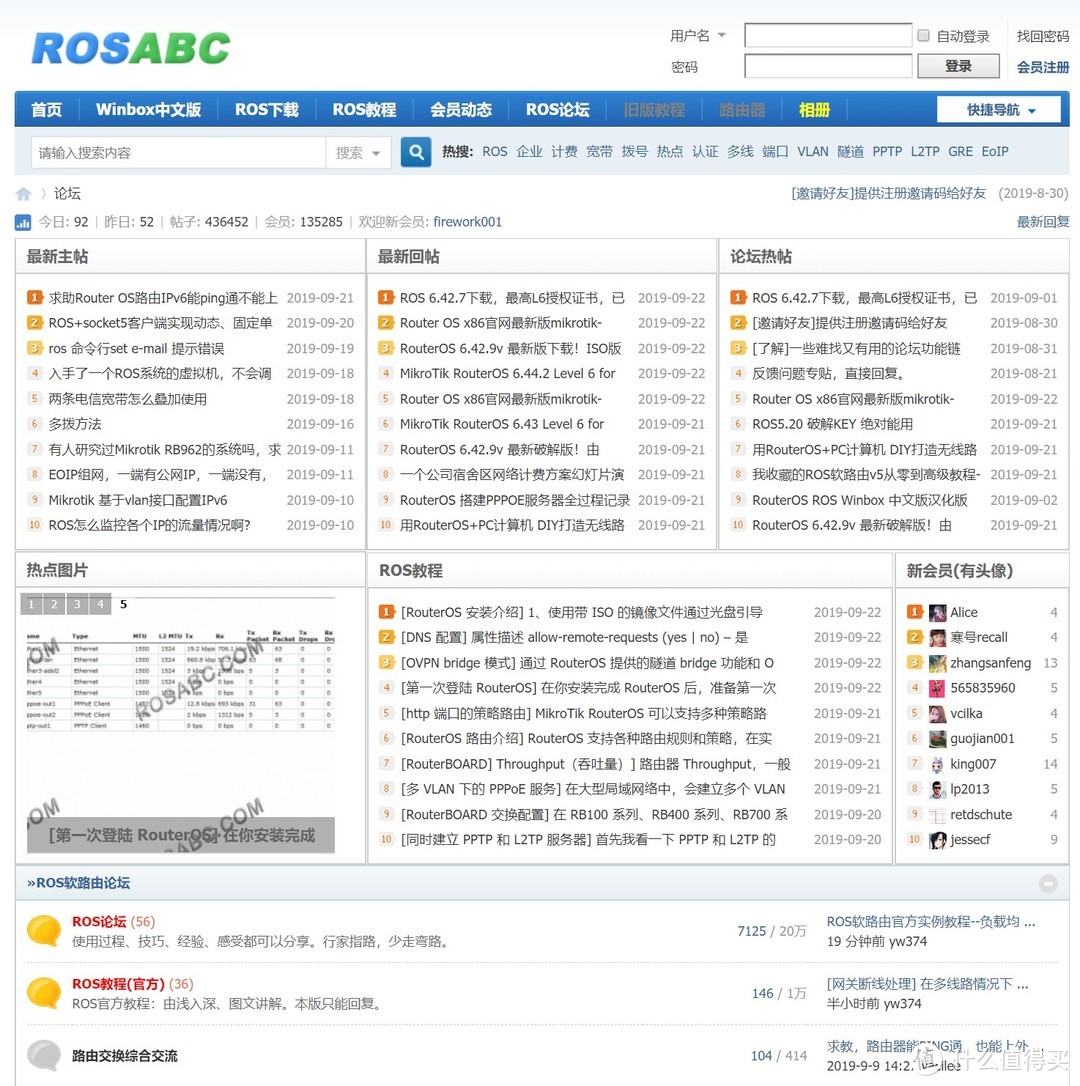 ROSABC
用户名
自动登录 找回密码
密码
登录 会员注册
首页 Winbox中文版 ROS下载 ROS教程 会员动态 ROS论坛 旧版教程 路由器 相册 快捷导航
请输入搜索内容 搜索 热搜: ROS 企业 计费 宽带 拨号 热点 认证 多线 端口 VLAN 隧道 PPTP L2TP GRE EoIP
论坛 [邀请好友]提供注册邀请码给好友 (2019-8-30)
今日: 92 | 昨日: 52 | 帖子: 436452 | 会员: 135285 | 欢迎新会员: firework001 最新回复
最新主帖
1 求助Router OS路由IPv6能ping通不能上 2019-09-21
2 ROS+socket5客户端实现动态、固定单 2019-09-20
3 ros 命令行set e-mail 提示错误 2019-09-19
4 入手了一个ROS系统的虚拟机，不会调 2019-09-18
5 两条电信宽带怎么叠加使用 2019-09-18
6 多拨方法 2019-09-16
7 有人研究过Mikrotik RB962的系统吗，求 2019-09-11
8 EOIP组网，一端有公网IP，一端没有， 2019-09-11
9 Mikrotik 基于vlan接口配置IPv6 2019-09-10
10 ROS怎么监控各个IP的流量情况啊? 2019-09-10
最新回帖
1 ROS 6.42.7下载，最高L6授权证书，已 2019-09-22
2 Router OS x86官网最新版mikrotik- 2019-09-22
3 RouterOS 6.42.9v 最新版下载！ISO版 2019-09-22
4 MikroTik RouterOS 6.44.2 Level 6 for 2019-09-22
5 Router OS x86官网最新版mikrotik- 2019-09-22
6 MikroTik RouterOS 6.43 Level 6 for 2019-09-22
7 RouterOS 6.42.9v 最新破解版！由 2019-09-21
8 一个公司宿舍区网络计费方案幻灯片演 2019-09-21
9 RouterOS 搭建PPPOE服务器全过程记录 2019-09-21
10 用RouterOS+PC计算机 DIY打造无线路 2019-09-21
论坛热帖
1 ROS 6.42.7下载，最高L6授权证书，已 2019-09-01
2 [邀请好友]提供注册邀请码给好友 2019-08-30
3 [了解]一些难找又有用的论坛功能链 2019-08-31
4 反馈问题专贴，直接回复。 2019-08-21
5 Router OS x86官网最新版mikrotik- 2019-09-22
6 ROS5.20 破解KEY 绝对能用 2019-09-21
7 用RouterOS+PC计算机 DIY打造无线路 2019-09-21
8 我收藏的ROS软路由v5从零到高级教程- 2019-09-21
9 RouterOS ROS Winbox 中文版汉化版 2019-09-02
10 RouterOS 6.42.9v 最新破解版！由 2019-09-21
热点图片
1 2 3 4 5
Type MTU L2 MTU Tx Rx Tx Packet Rx Packet Tx Drops
Ethernet 1500 1524
Ethernet 1500 1524
Ethernet 1500 1524
Ethernet 1500 1524
Ethernet 1500 1524
PPPoE Client
PPPoE Client
PPTP Client 1460
ROSABC.COM
[第一次登陆 RouterOS] 在你安装完成
ROS教程
1 [RouterOS 安装介绍] 1、使用带 ISO 的镜像文件通过光盘引导 2019-09-22
2 [DNS 配置] 属性描述 allow-remote-requests (yes | no) – 是 2019-09-22
3 [OVPN bridge 模式] 通过 RouterOS 提供的隧道 bridge 功能和 O 2019-09-22
4 [第一次登陆 RouterOS] 在你安装完成 RouterOS 后，准备第一次 2019-09-22
5 [http 端口的策略路由] MikroTik RouterOS 可以支持多种策略路 2019-09-21
6 [RouterOS 路由介绍] RouterOS 支持各种路由规则和策略，在实 2019-09-21
7 [RouterBOARD] Throughput（吞吐量）] 路由器 Throughput，一般 2019-09-21
8 [多 VLAN 下的 PPPoE 服务] 在大型局域网络中，会建立多个 VLAN 2019-09-21
9 [RouterBOARD 交换配置] 在 RB100 系列、RB400 系列、RB700 系 2019-09-20
10 [同时建立 PPTP 和 L2TP 服务器] 首先我看一下 PPTP 和 L2TP 的 2019-09-20
新会员(有头像)
1 Alice 4
2 寒号recall 4
3 zhangsanfeng 13
4 565835960 5
5 vcilka 4
6 guojian001 5
7 king007 14
8 lp2013 5
9 retdschute 4
10 jessecf 9
»ROS软路由论坛
ROS论坛 (56)
使用过程、技巧、经验、感受都可以分享。行家指路，少走弯路。
7125 / 20万
ROS软路由官方实例教程--负载均 ...
19 分钟前 yw374
ROS教程(官方) (36)
ROS官方教程：由浅入深、图文讲解。本版只能回复。
146 / 1万
[网关断线处理] 在多线路情况下 ...
半小时前 yw374
路由交换综合交流
104 / 414
求教，路由器能PING通，也能上外 ...
2019-9-9 14:2
值 什么值得买